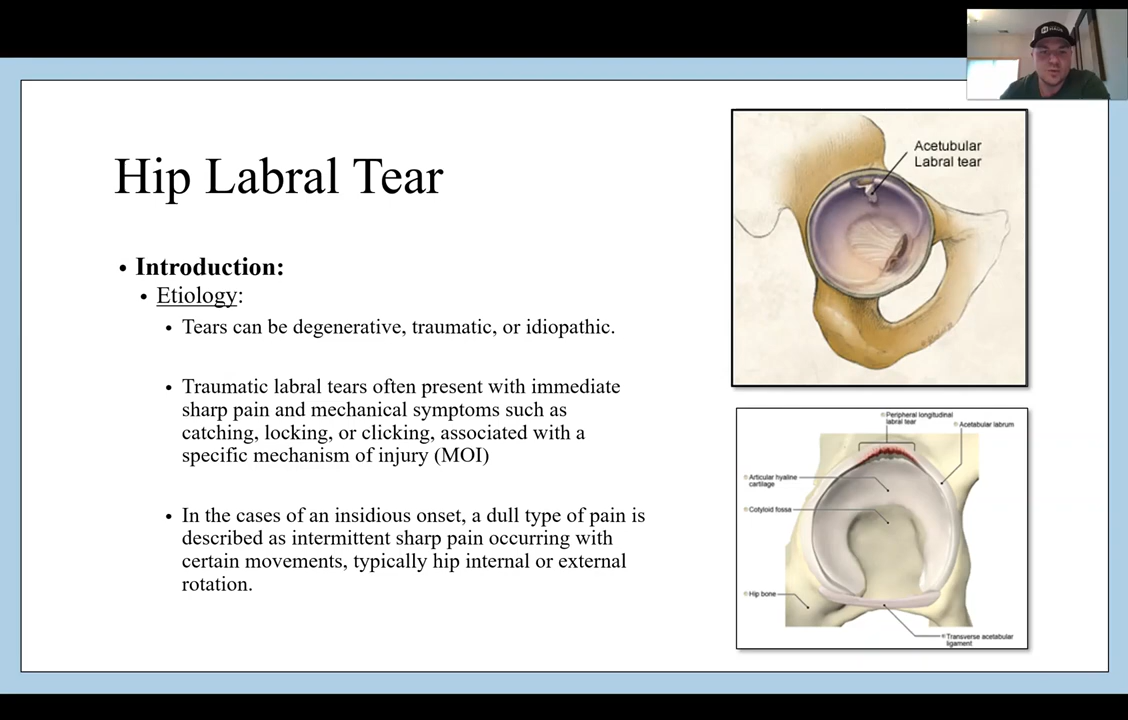 Hip Labral Tear
• Introduction:
• Etiology:
• Tears can be degenerative, traumatic, or idiopathic.
• Traumatic labral tears often present with immediate
sharp pain and mechanical symptoms such as
catching, locking, or clicking, associated with a
specific mechanism of injury (MOI)
• In the cases of an insidious onset, a dull type of pain is
described as intermittent sharp pain occurring with
certain movements, typically hip internal or external
rotation.
Acetubular
Labral tear
Peripheral longitudinal
labral tear
Acetabular labrum
Articular hyaline
cartilage
Cotyloid fossa
Hip bone
Transverse acetabular
ligament